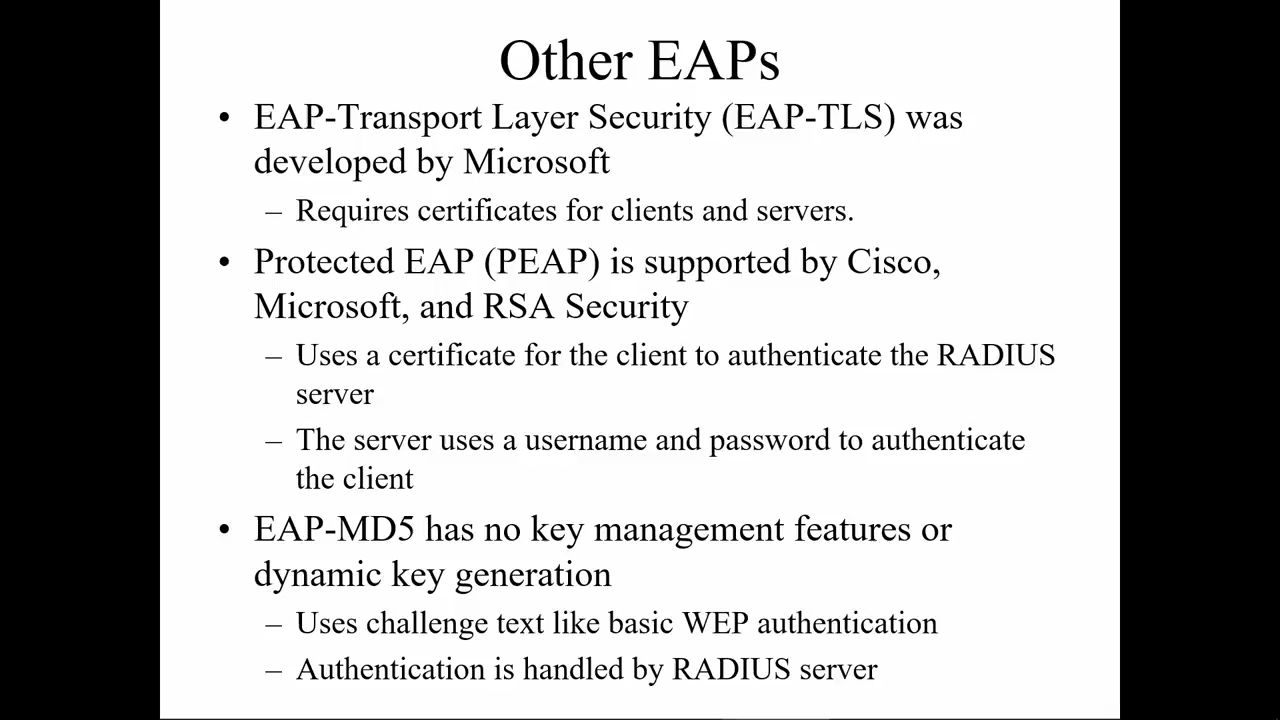 Other EAPs
• EAP-Transport Layer Security (EAP-TLS) was
developed by Microsoft
– Requires certificates for clients and servers.
• Protected EAP (PEAP) is supported by Cisco,
Microsoft, and RSA Security
– Uses a certificate for the client to authenticate the RADIUS
server
– The server uses a username and password to authenticate
the client
• EAP-MD5 has no key management features or
dynamic key generation
– Uses challenge text like basic WEP authentication
– Authentication is handled by RADIUS server